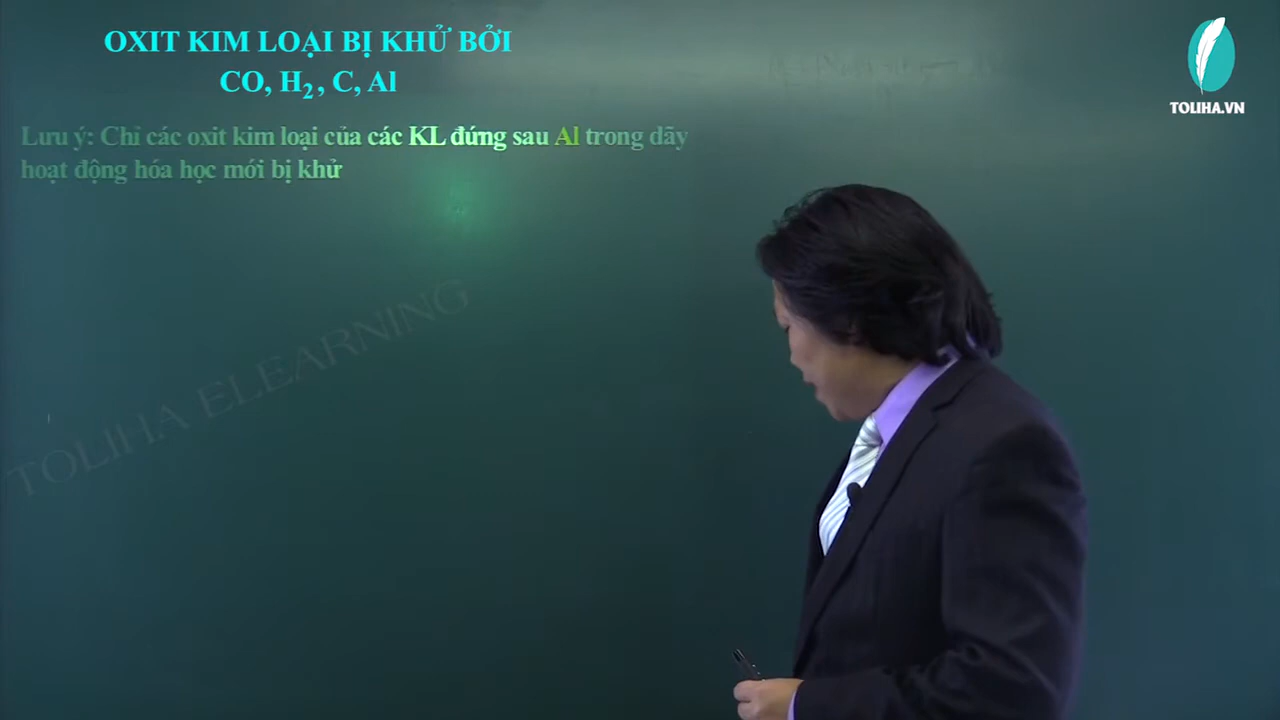 OXIT KIM LOẠI BỊ KHỬ BỞI
CO, H2, C, Al
TOLIHA.VN
Lưu ý: Chỉ các oxit kim loại của các KL đứng sau Al trong dãy
hoạt động hóa học mới bị khử
TOLIHA ELEARNING